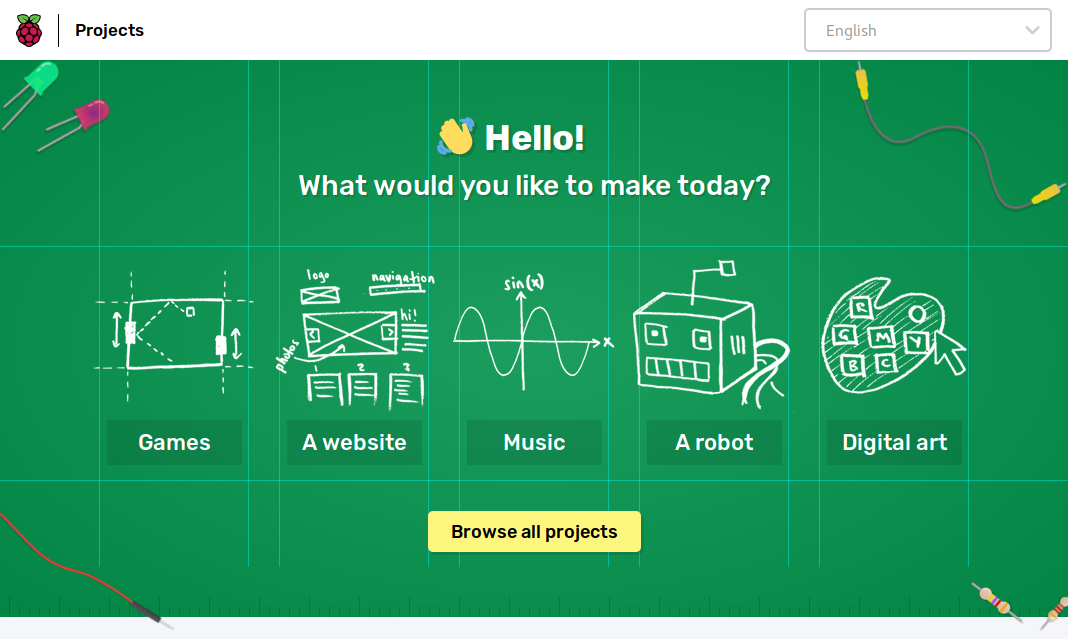 Projects
English
Hello!
What would you like to make today?
logo
navigation
hi!
photos
1
2
3
sin(x)
x
R
G
M
Y
B
C
Games
A website
Music
A robot
Digital art
Browse all projects